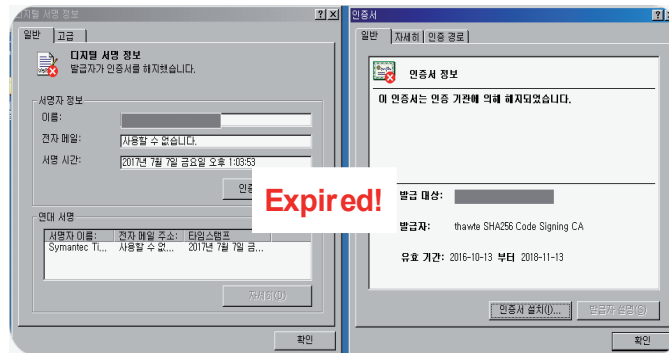 디지털 서명 정보
일반
고급
디지털 서명 정보
발급자가 인증서를 해지했습니다.
서명자 정보
이름:
전자 메일:
사용할 수 없습니다.
서명 시간:
2017년 7월 7일 금요일 오후 1:03:53
연대 서명
서명자 이름: 전자 메일 주소: 타임스탬프
Symantec Ti... 사용할 수 없... 2017년 7월 7일 금...
자세히(D)
확인
Expired!
인증서
일반 자세히 인증 경로
인증서 정보
이 인증서는 인증 기관에 의해 해지되었습니다.
발급 대상:
발급자: thawte SHA256 Code Signing CA
유효 기간: 2016-10-13 부터 2018-11-13
인증서 설치(I)...
발급자 설명(S)
확인